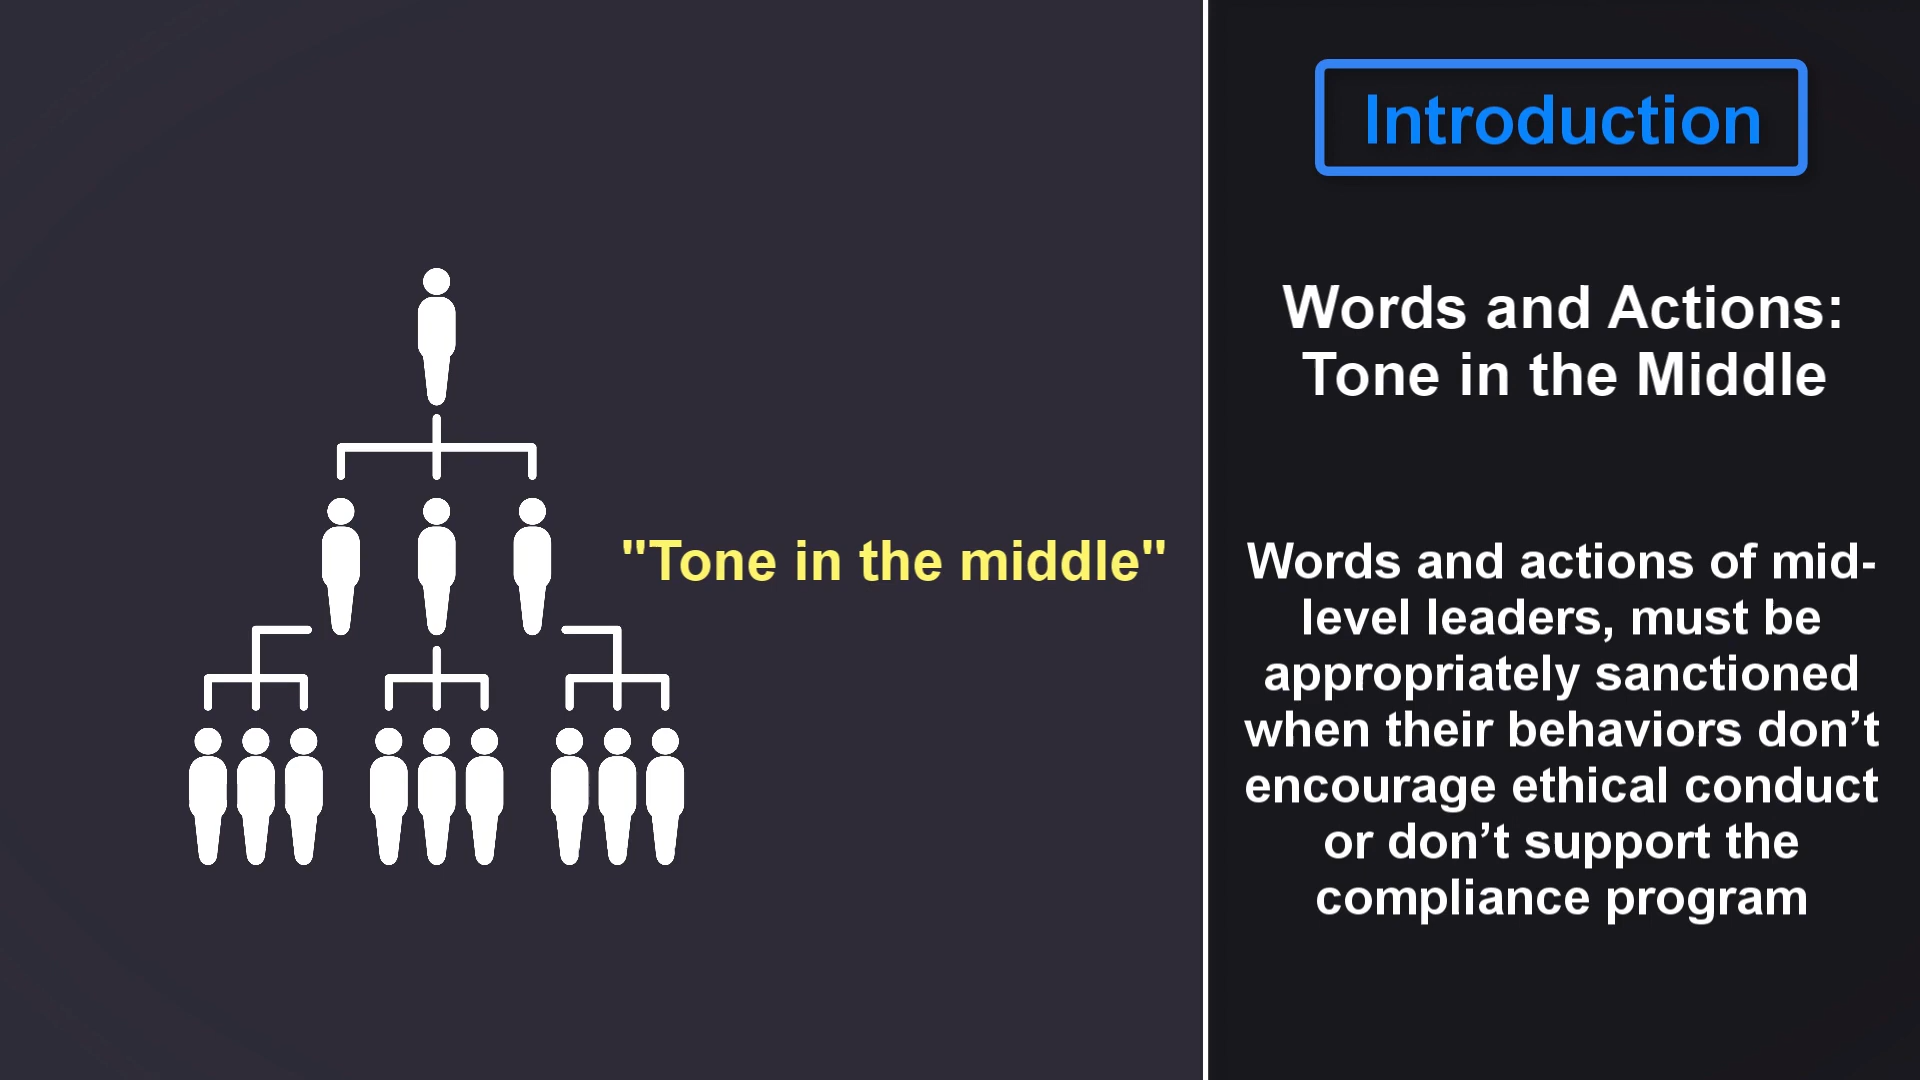 Introduction
Words and Actions:
Tone in the Middle
"Tone in the middle"
Words and actions of mid-
level leaders, must be
appropriately sanctioned
when their behaviors don’t
encourage ethical conduct
or don’t support the
compliance program